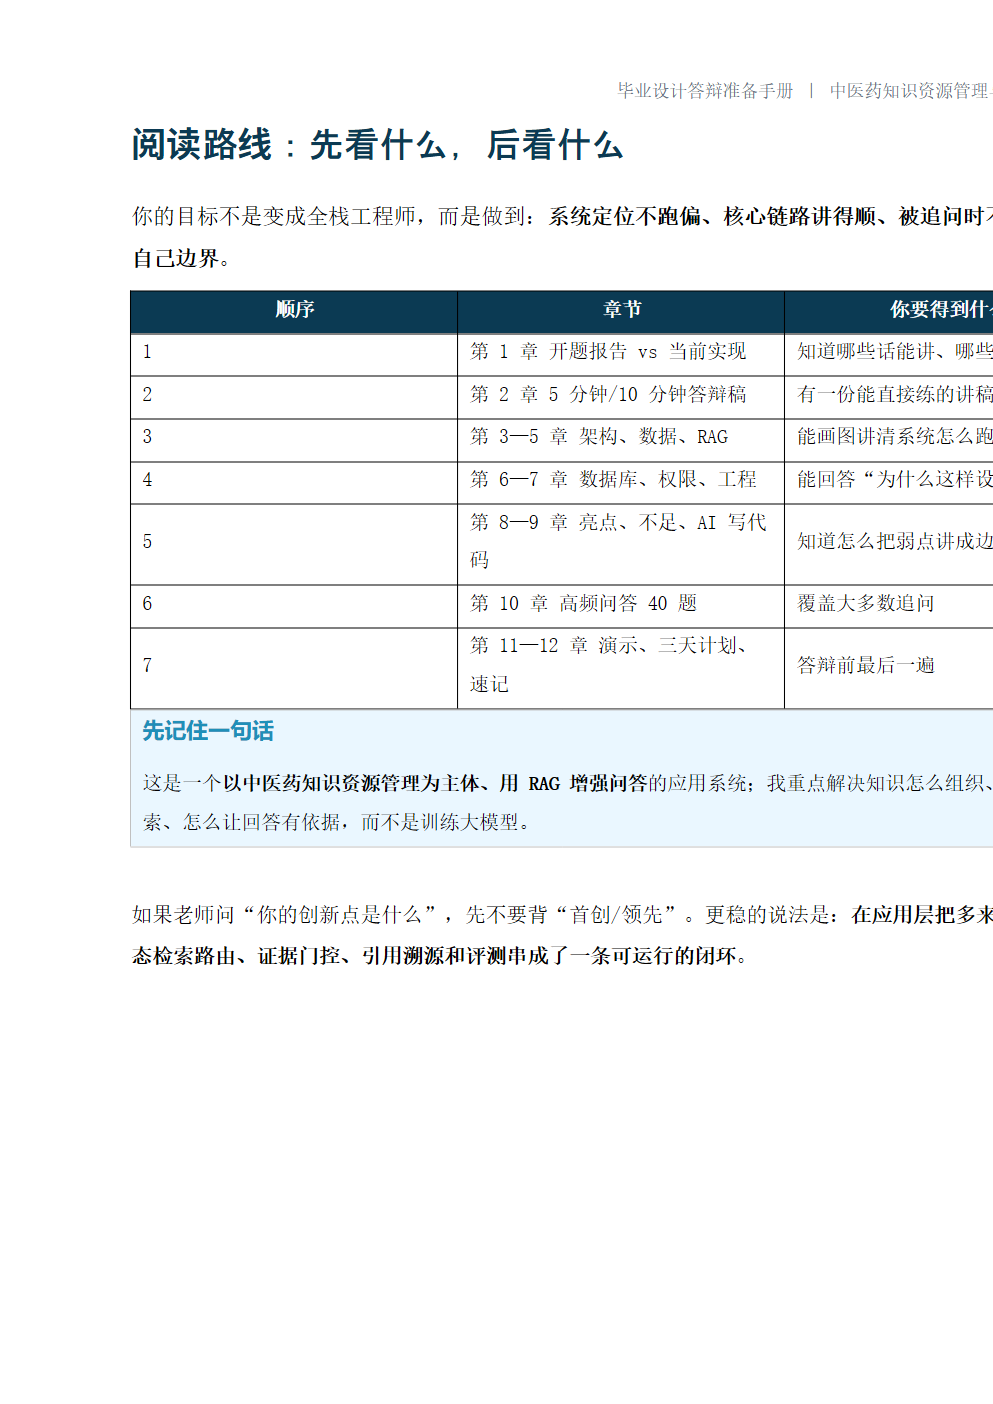 毕业设计答辩准备手册 | 中医药知识资源管理
阅读路线：先看什么，后看什么
你的目标不是变成全栈工程师，而是做到：系统定位不跑偏、核心链路讲得顺、被追问时
自己边界。
顺序 章节 你要得到什
1 第 1 章 开题报告 vs 当前实现 知道哪些话能讲、哪些
2 第 2 章 5 分钟/10 分钟答辩稿 有一份能直接练的讲稿
3 第 3—5 章 架构、数据、RAG 能画图讲清系统怎么跑
4 第 6—7 章 数据库、权限、工程 能回答“为什么这样设
第 8—9 章 亮点、不足、AI 写代
5 知道怎么把弱点讲成边
码
6 第 10 章 高频问答 40 题 覆盖大多数追问
第 11—12 章 演示、三天计划、
7 答辩前最后一遍
速记
先记住一句话
这是一个以中医药知识资源管理为主体、用 RAG 增强问答的应用系统；我重点解决知识怎么组织、
索、怎么让回答有依据，而不是训练大模型。
如果老师问“你的创新点是什么”，先不要背“首创/领先”。更稳的说法是：在应用层把多来
态检索路由、证据门控、引用溯源和评测串成了一条可运行的闭环。